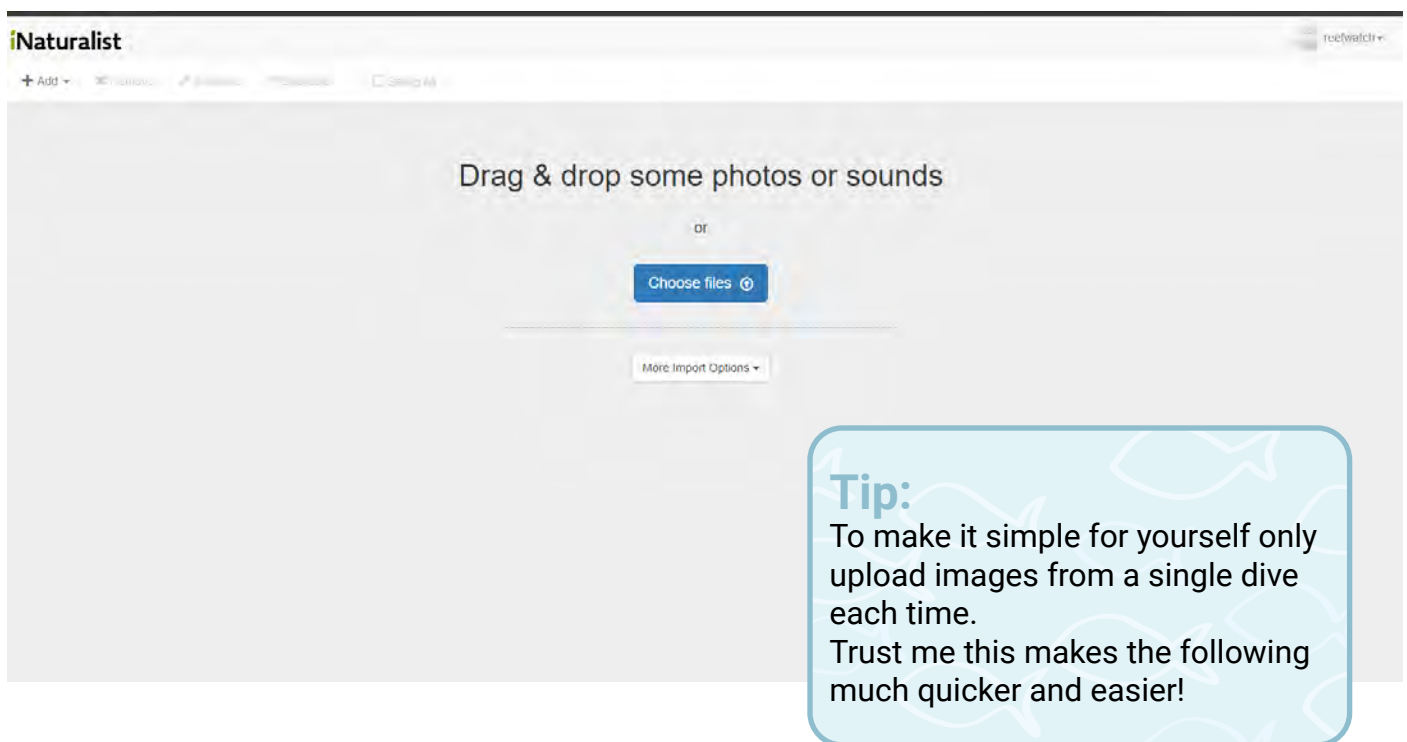 iNaturalist
reefwatch
+ Add
Drag & drop some photos or sounds
or
Choose files
More Import Options
Tip:
To make it simple for yourself only
upload images from a single dive
each time.
Trust me this makes the following
much quicker and easier!